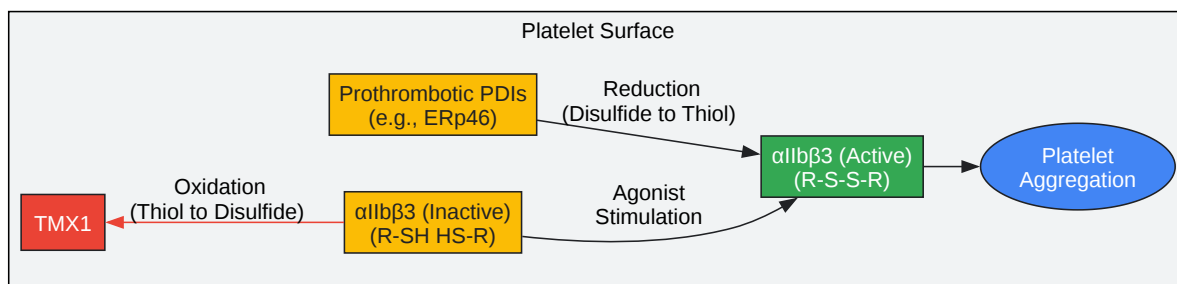 Platelet Surface
Prothrombotic PDIs
(e.g., ERp46)
Reduction
(Disulfide to Thiol)
αIIbβ3 (Active)
(R-S-S-R)
Platelet
Aggregation
TMX1
Oxidation
(Thiol to Disulfide)
αIIbβ3 (Inactive)
(R-SH HS-R)
Agonist
Stimulation